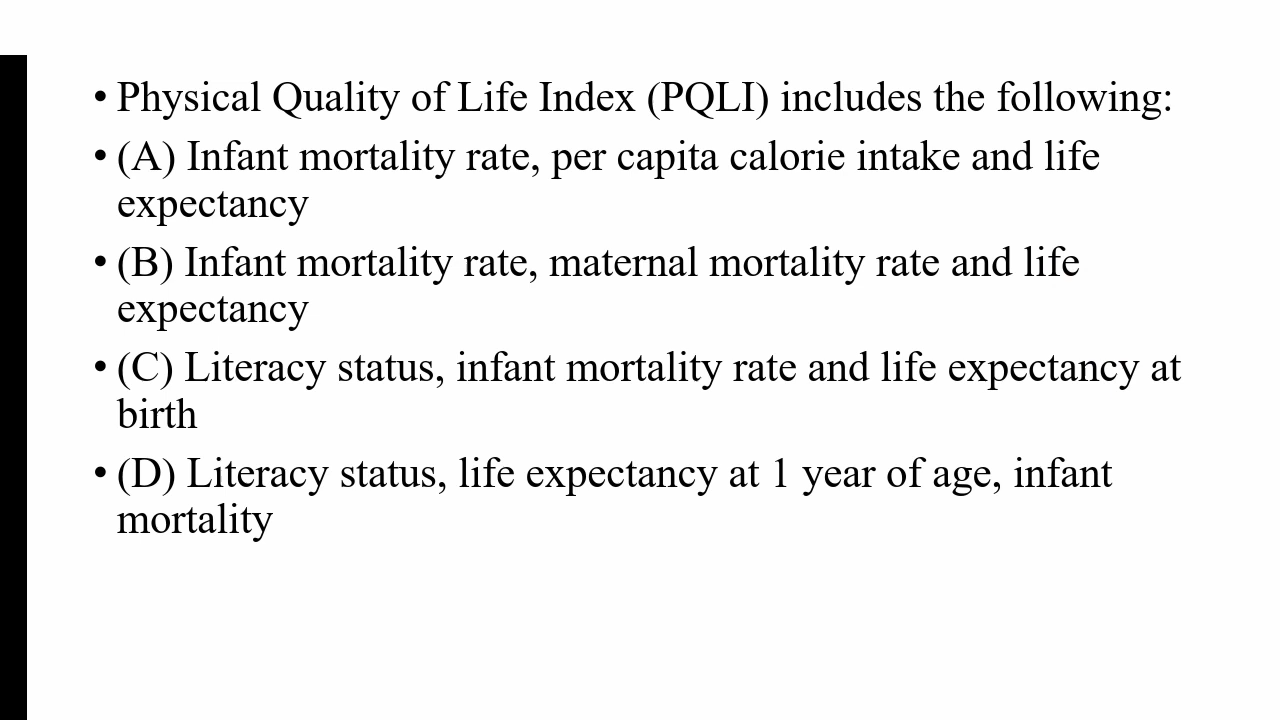 • Physical Quality of Life Index (PQLI) includes the following:
• (A) Infant mortality rate, per capita calorie intake and life
expectancy
• (B) Infant mortality rate, maternal mortality rate and life
expectancy
• (C) Literacy status, infant mortality rate and life expectancy at
birth
• (D) Literacy status, life expectancy at 1 year of age, infant
mortality